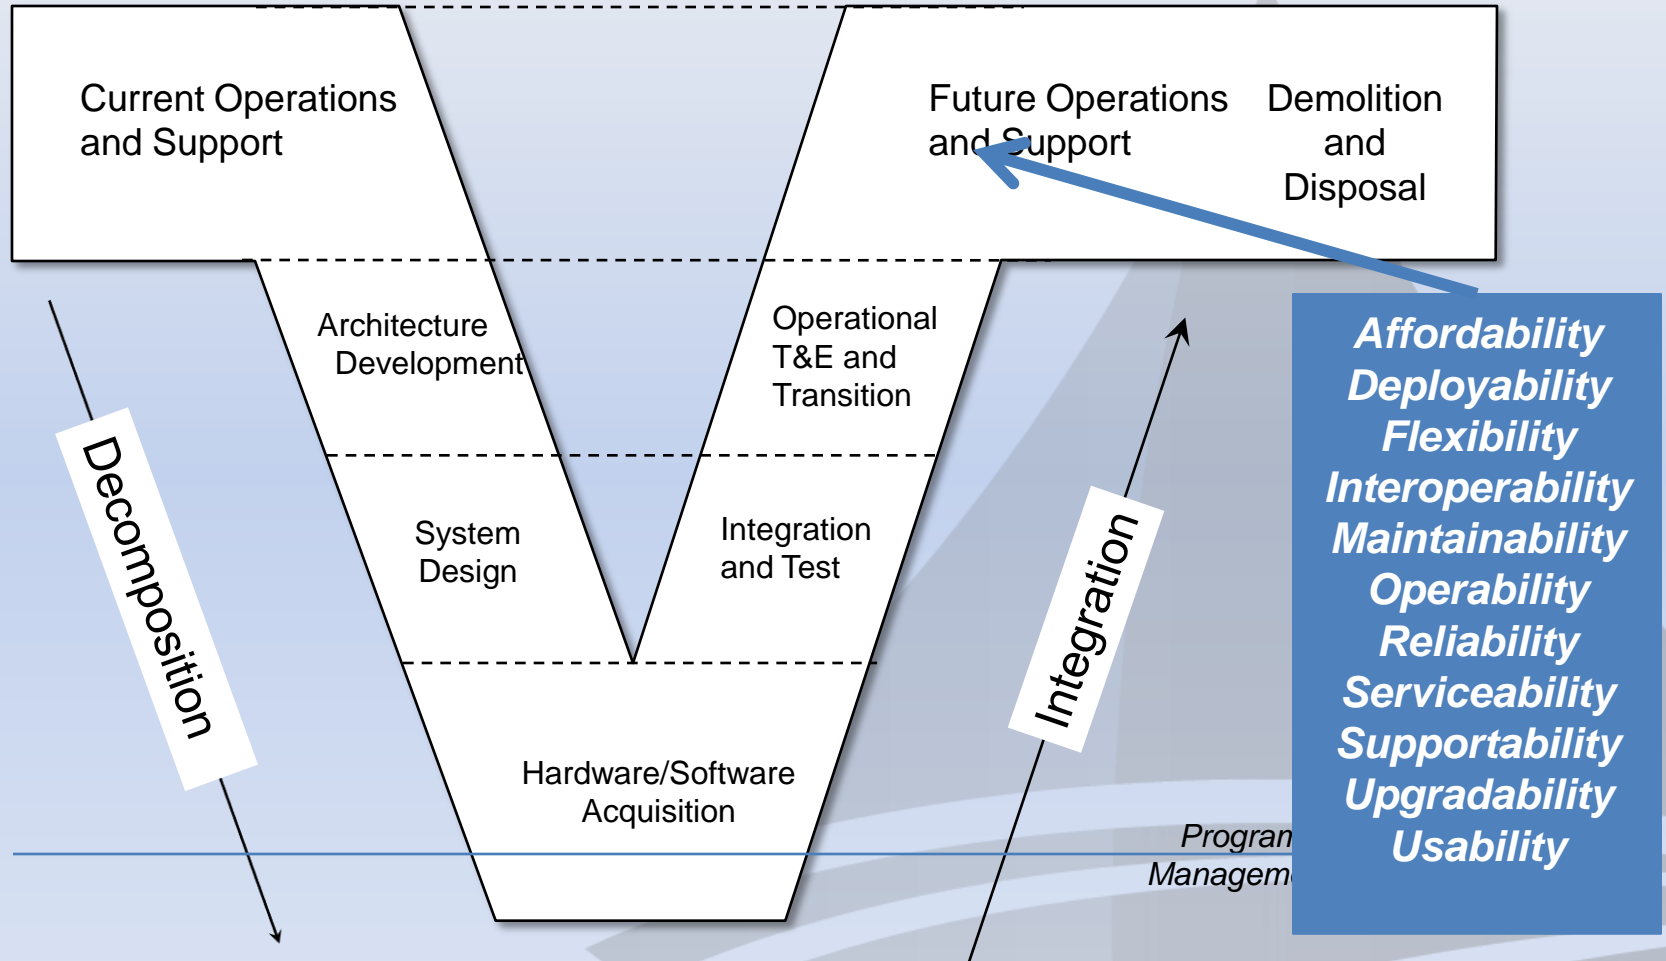 Current Operations
and Support
Future Operations
and Support
Demolition
and
Disposal
Architecture
Development
Operational
T&E and
Transition
System
Design
Integration
and Test
Hardware/Software
Acquisition
Decomposition
Integration
Affordability
Deployability
Flexibility
Interoperability
Maintainability
Operability
Reliability
Serviceability
Supportability
Upgradability
Usability